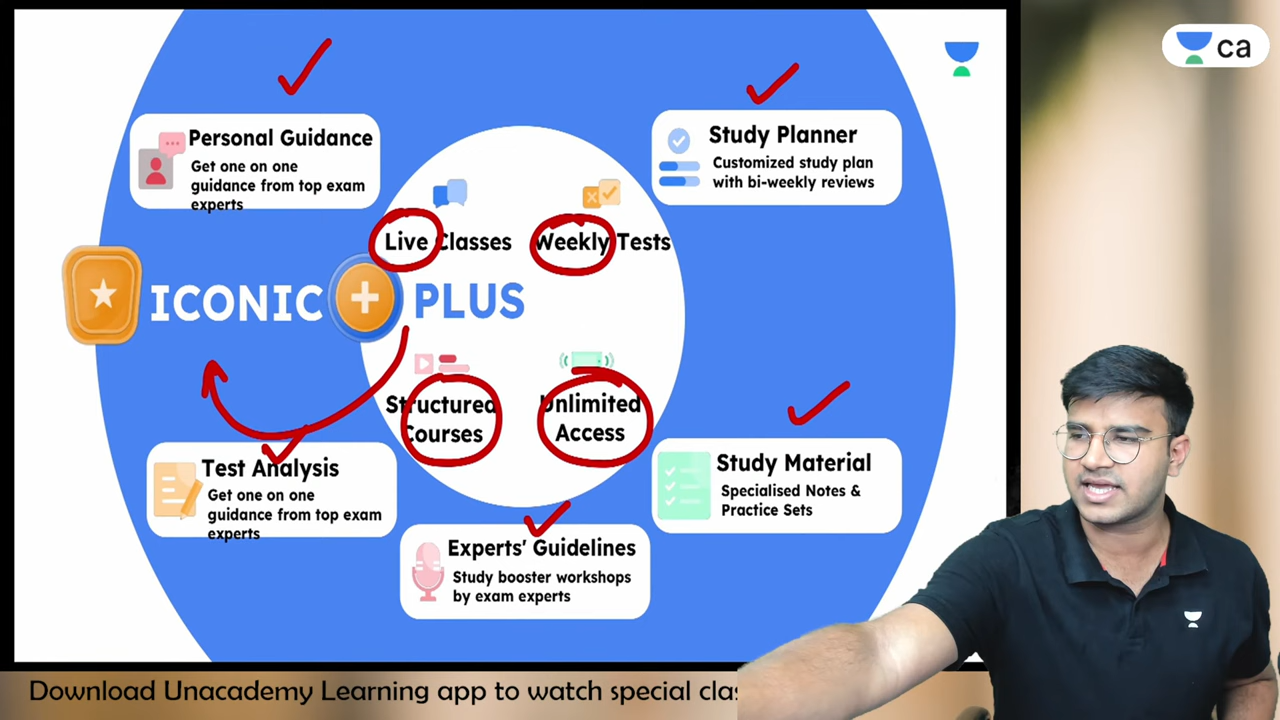 ca
Personal Guidance
Get one on one
guidance from top exam
experts
Study Planner
Customized study plan
with bi-weekly reviews
Live Classes
Weekly Tests
ICONIC
PLUS
Structured
Courses
Unlimited
Access
Test Analysis
Get one on one
guidance from top exam
experts
Study Material
Specialised Notes &
Practice Sets
Experts' Guidelines
Study booster workshops
by exam experts
Download Unacademy Learning app to watch special